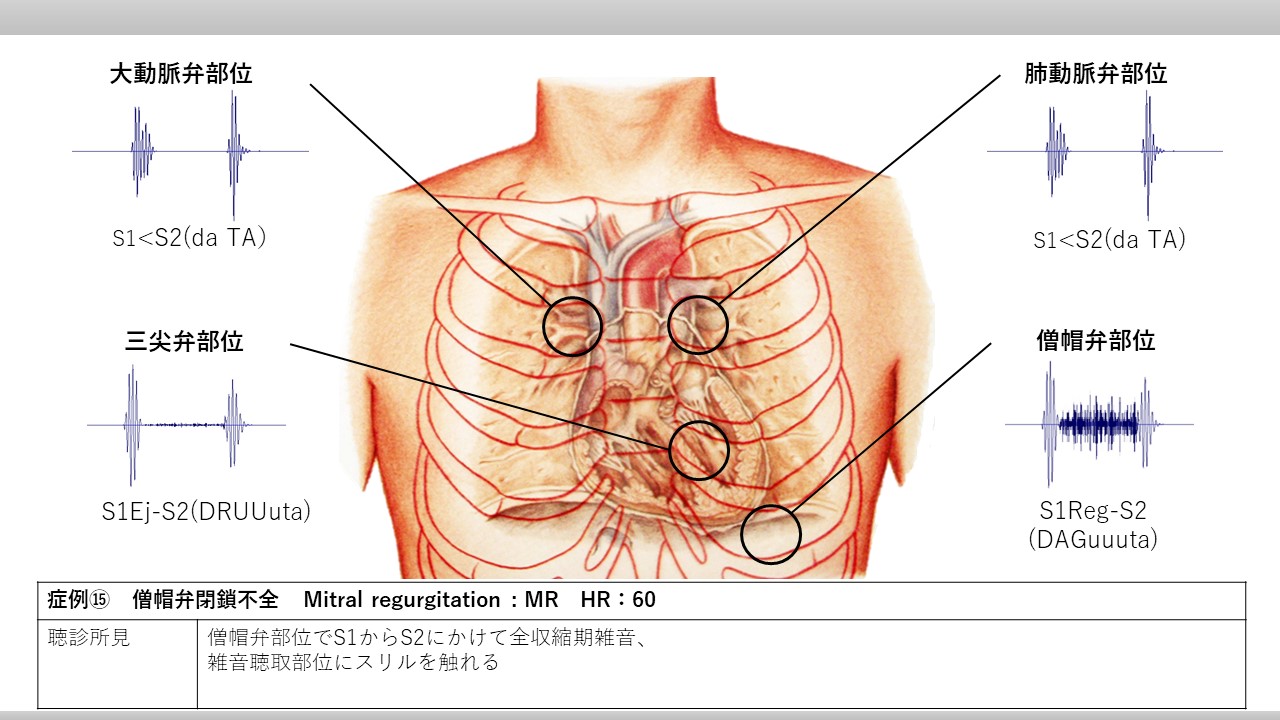 大動脈弁部位
S1<S2(da TA)
肺動脈弁部位
S1<S2(da TA)
三尖弁部位
S1Ej-S2(DRUUuta)
僧帽弁部位
S1Reg-S2
(DAGuuuta)
症例⑮　僧帽弁閉鎖不全　Mitral regurgitation：MR　HR：60
聴診所見
僧帽弁部位でS1からS2にかけて全収縮期雑音、
雑音聴取部位にスリルを触れる